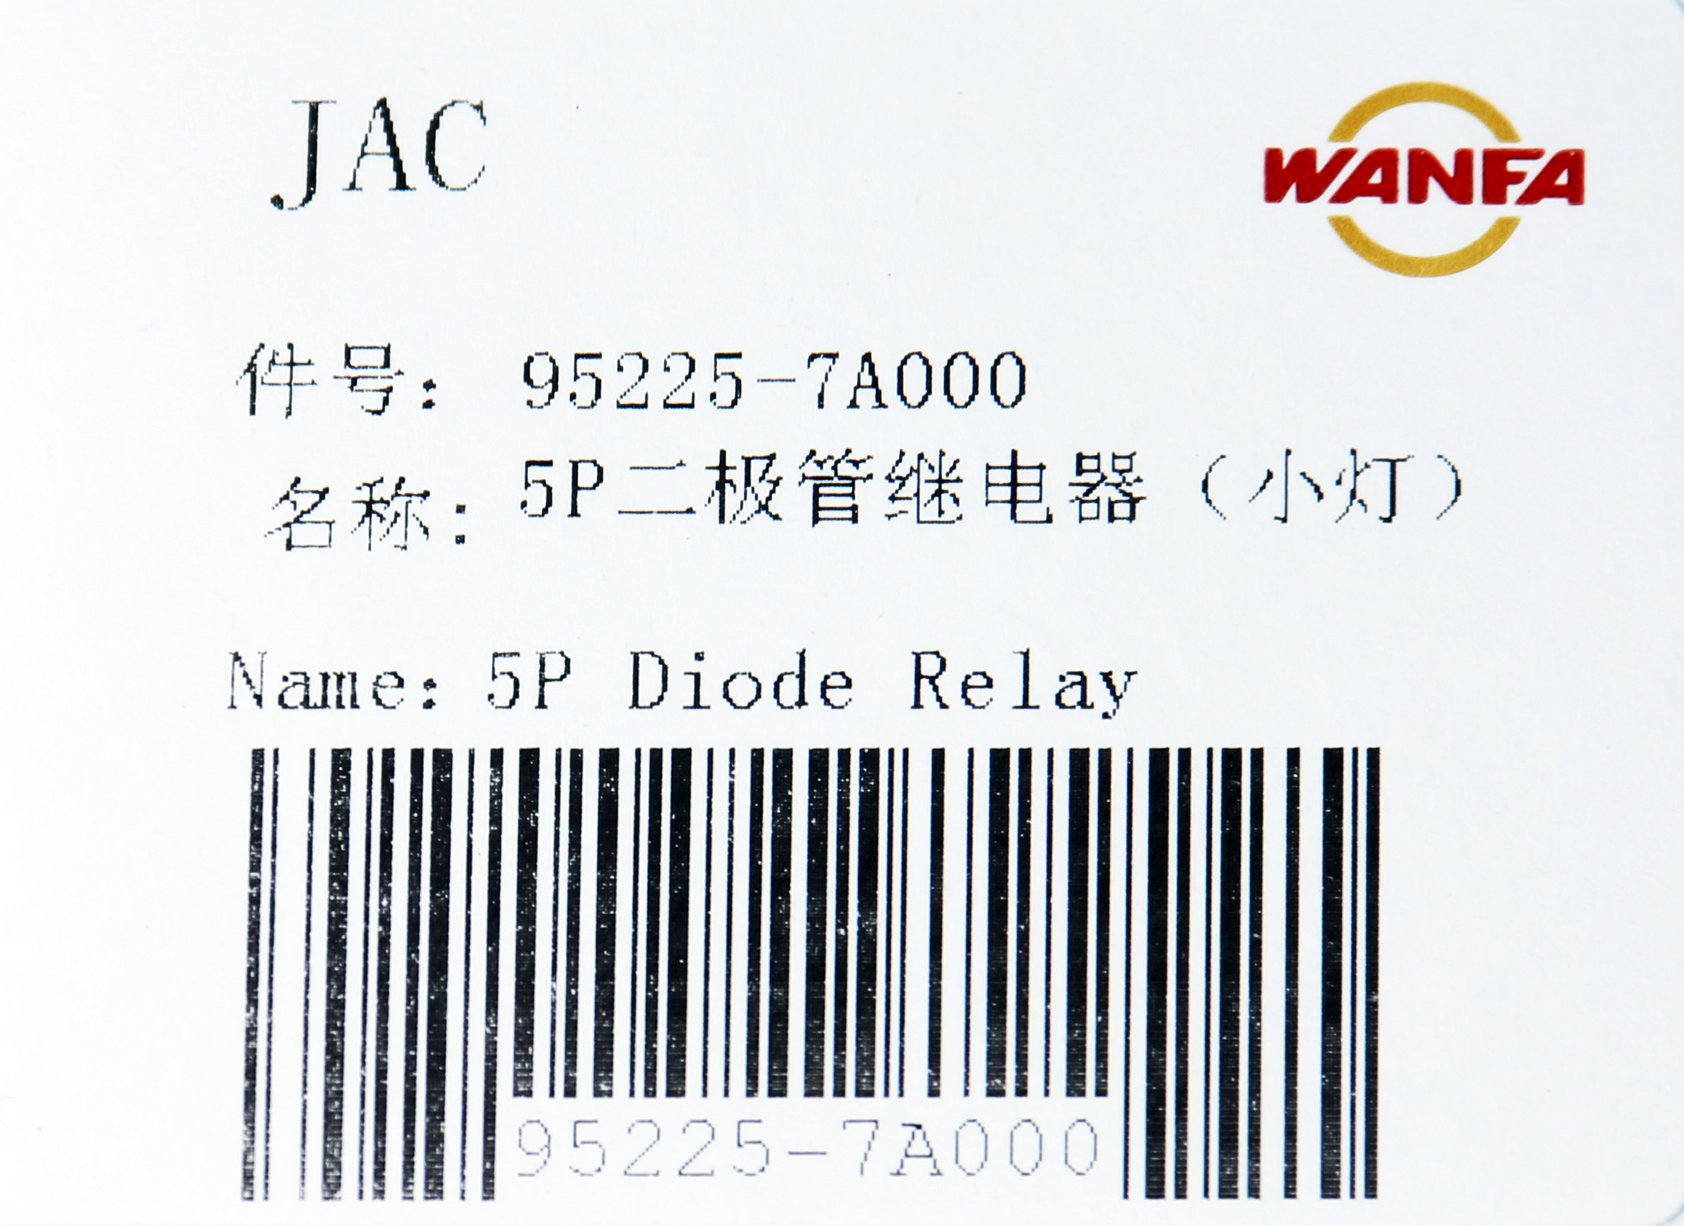 JAC
WANFA
件号: 95225-7A000
名称: 5P二极管继电器（小灯）
Name: 5P Diode Relay
95225-7A000